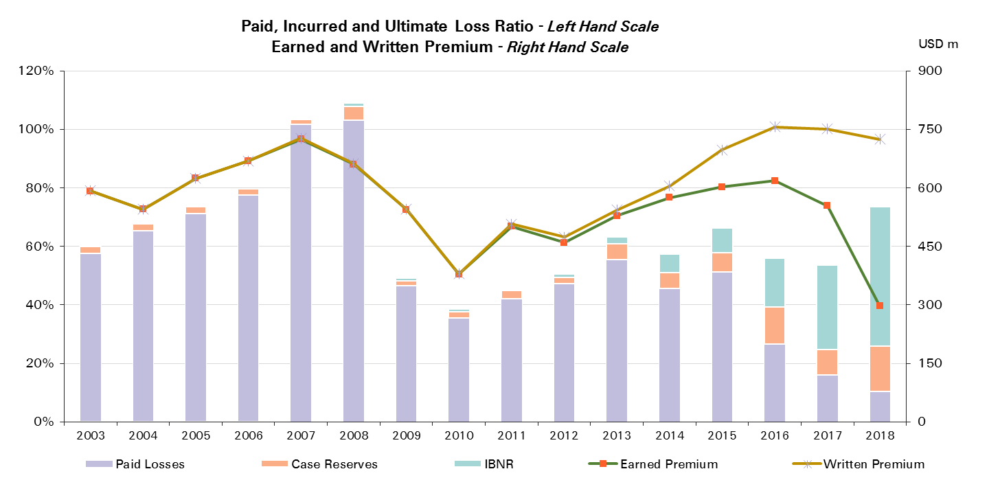 Paid, Incurred and Ultimate Loss Ratio - Left Hand Scale
Earned and Written Premium - Right Hand Scale
USD m
120%
900
100%
750
80%
600
60%
450
40%
300
20%
150
0%
0
2003 2004 2005 2006 2007 2008 2009 2010 2011 2012 2013 2014 2015 2016 2017 2018
Paid Losses Case Reserves IBNR Earned Premium Written Premium